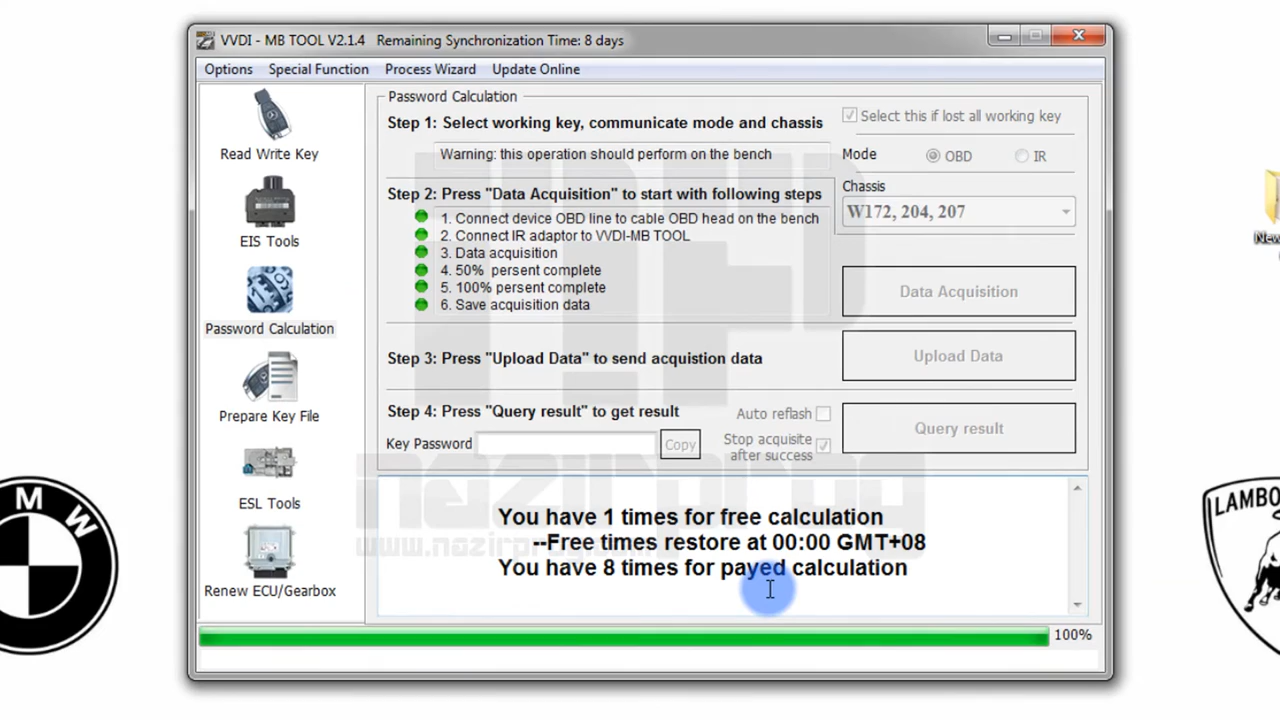 VVDI - MB TOOL V2.1.4 Remaining Synchronization Time: 8 days
Options Special Function Process Wizard Update Online
Read Write Key
EIS Tools
Password Calculation
Prepare Key File
ESL Tools
Renew ECU/Gearbox
Password Calculation
Step 1: Select working key, communicate mode and chassis
Warning: this operation should perform on the bench
Select this if lost all working key
Mode OBD IR
Step 2: Press "Data Acquisition" to start with following steps
1. Connect device OBD line to cable OBD head on the bench
2. Connect IR adaptor to VVDI-MB TOOL
3. Data acquisition
4. 50% persent complete
5. 100% persent complete
6. Save acquisition data
Chassis
W172, 204, 207
Data Acquisition
Step 3: Press "Upload Data" to send acquistion data
Upload Data
Step 4: Press "Query result" to get result
Auto reflash
Key Password
Copy
Stop acquisite
after success
Query result
You have 1 times for free calculation
--Free times restore at 00:00 GMT+08
You have 8 times for payed calculation
100%
nazirprog
www.nazirprog.com
BMW
LAMBO
New